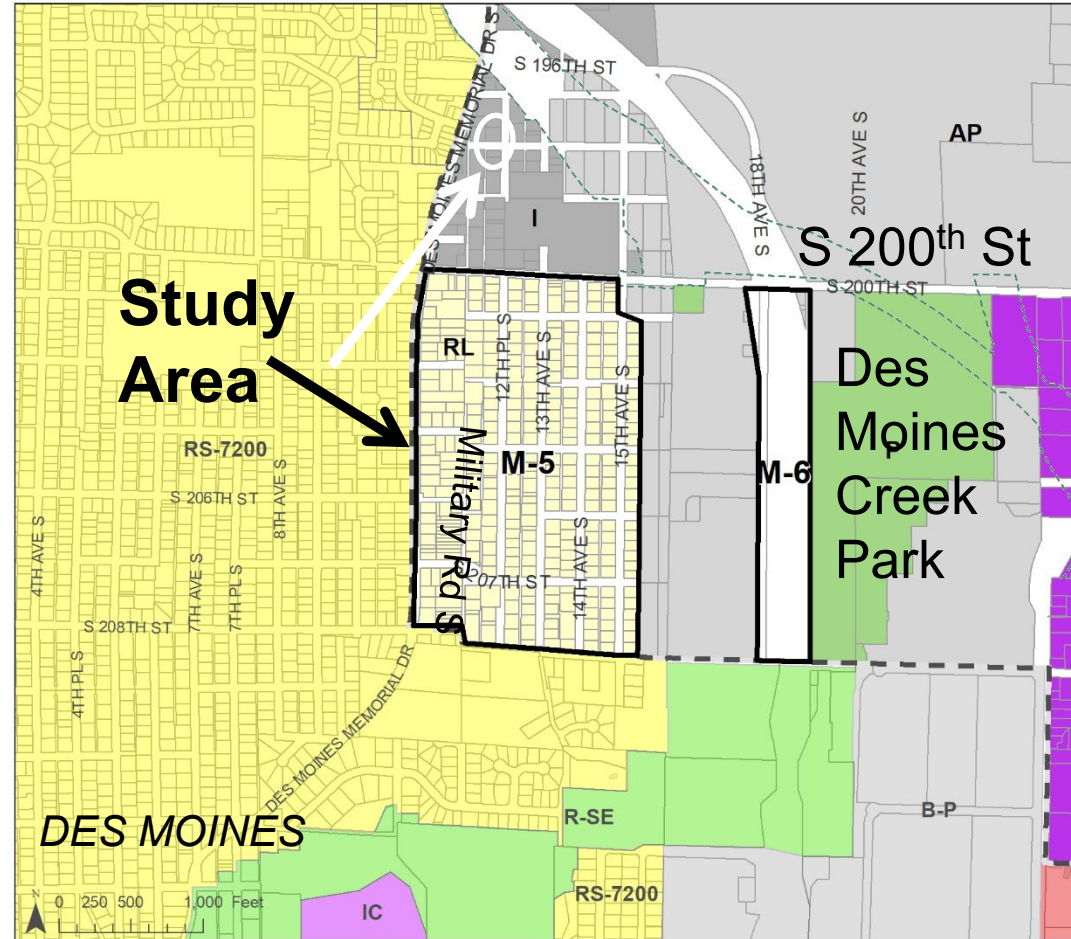 DES MOINES MEMORIAL DR S
S 196TH ST
AP
20TH AVE S
18TH AVE S
I
S 200th St
S 200TH ST
Study
Area
RL
12TH PL S
13TH AVE S
15TH AVE S
Des
Moines
Creek
Park
P
RS-7200
M-5
M-6
Military Rd S
S 206TH ST
8TH AVE S
4TH AVE S
7TH AVE S
7TH PL S
14TH AVE S
207TH ST
S 208TH ST
4TH PL S
DES MOINES MEMORIAL DR
DES MOINES
R-SE
B-P
RS-7200
IC
N
0 250 500 1,000 Feet